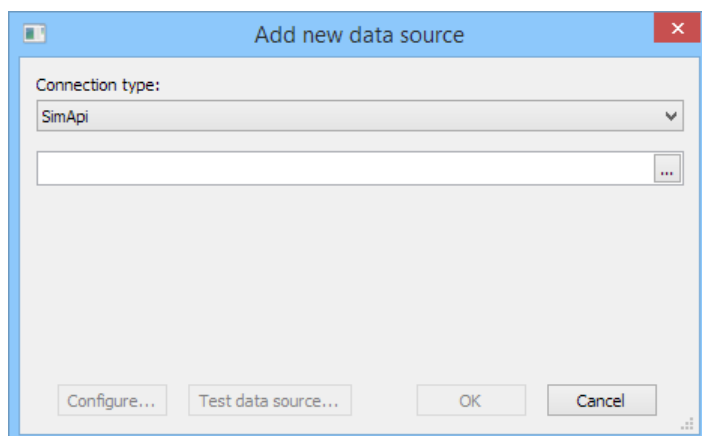 Add new data source
Connection type:
SimApi
...
Configure... Test data source... OK Cancel